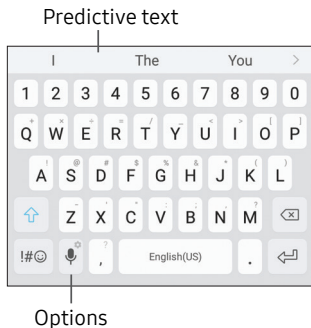 Predictive text
I The You >
1 2 3 4 5 6 7 8 9 0
Q W E R T Y U I O P
A S D F G H J K L
Z X C V B N M
!#☺ , English(US) .
Options